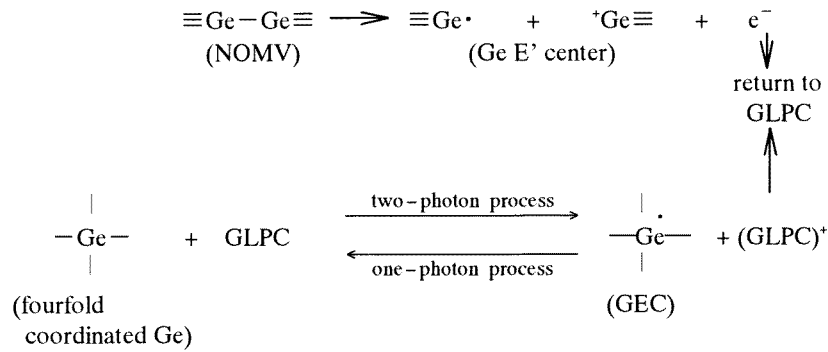 ≡Ge—Ge≡ ⟶ ≡Ge• + ⁺Ge≡ + e⁻
(NOMV) (Ge E' center)
return to
GLPC
two–photon process
—Ge— + GLPC —Ge— + (GLPC)⁺
one–photon process
(fourfold
coordinated Ge)
(GEC)